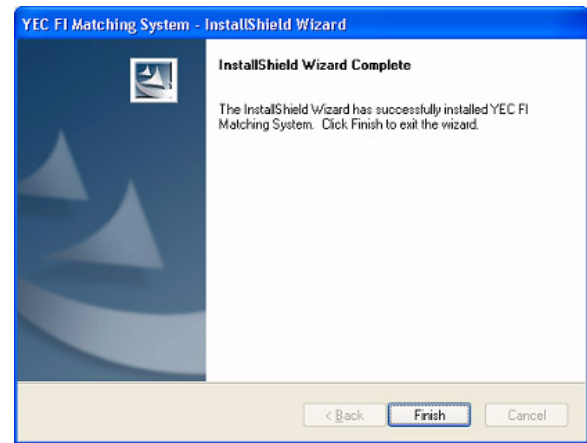 YEC FI Matching System - InstallShield Wizard
InstallShield Wizard Complete
The InstallShield Wizard has successfully installed YEC FI
Matching System. Click Finish to exit the wizard.
< Back
Finish
Cancel